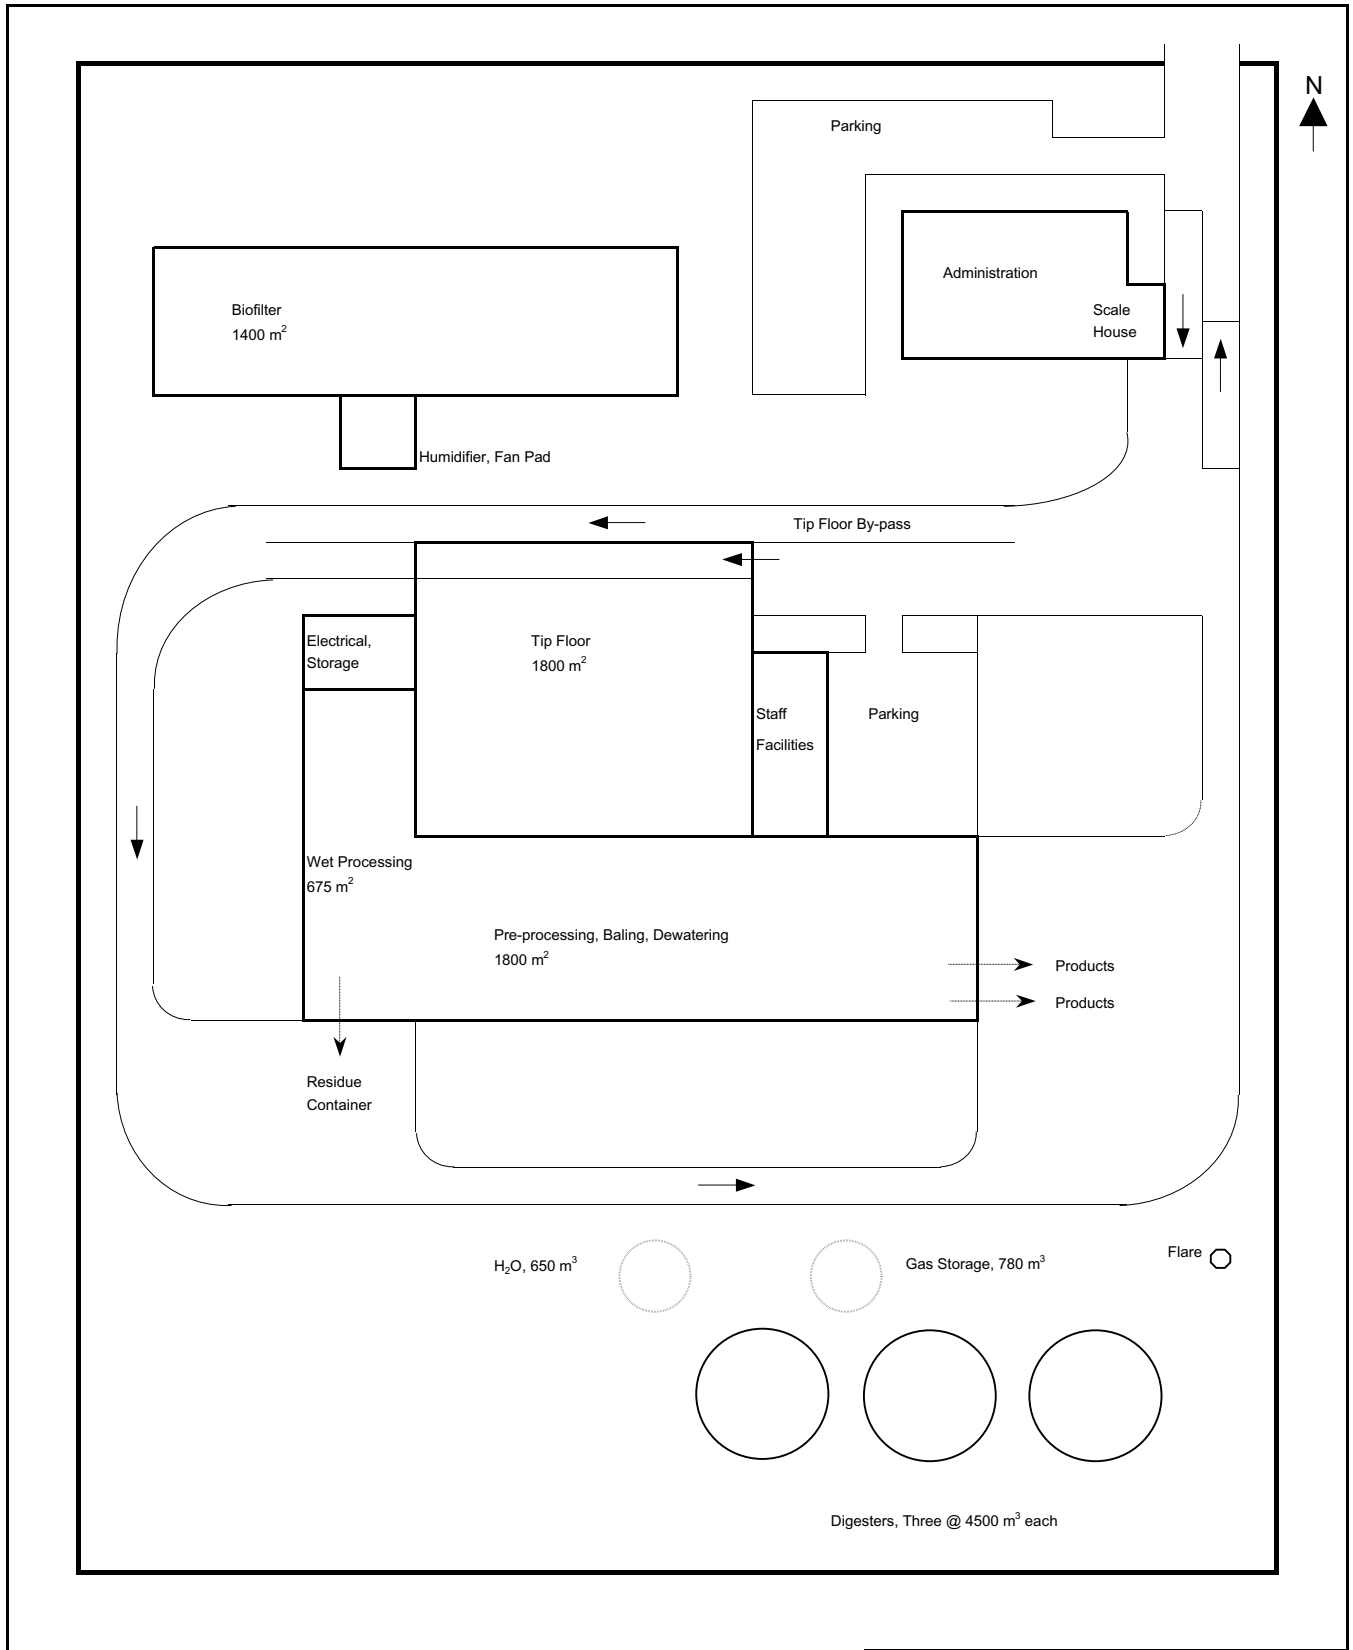 N
Parking
Administration
Scale
House
Biofilter
1400 m²
Humidifier, Fan Pad
Tip Floor By-pass
Electrical,
Storage
Tip Floor
1800 m²
Staff
Facilities
Parking
Wet Processing
675 m²
Pre-processing, Baling, Dewatering
1800 m²
Products
Products
Residue
Container
H₂O, 650 m³
Gas Storage, 780 m³
Flare
Digesters, Three @ 4500 m³ each